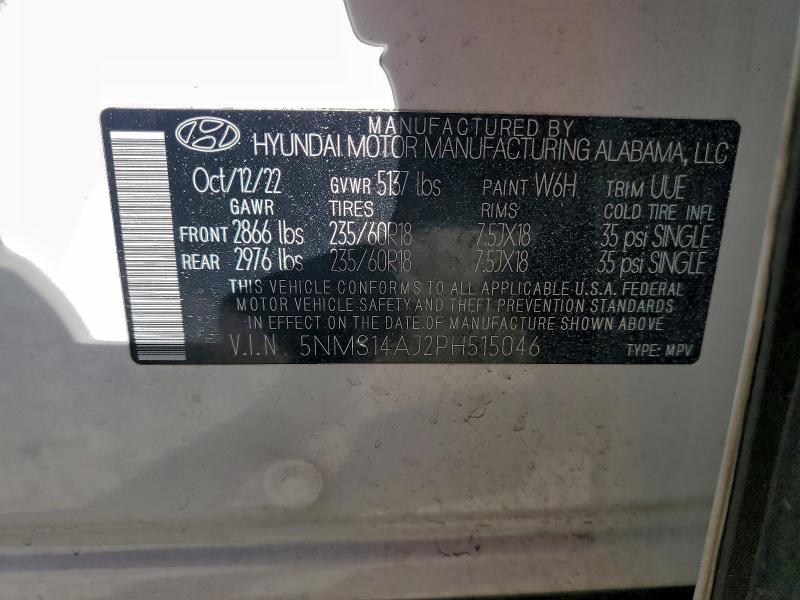 MANUFACTURED BY
HYUNDAI MOTOR MANUFACTURING ALABAMA, LLC
Oct/12/22 GVWR 5137 lbs PAINT W6H TRIM UUE
GAWR TIRES RIMS COLD TIRE INFL
FRONT 2866 lbs 235/60R18 7.5JX18 35 psi SINGLE
REAR 2976 lbs 235/60R18 7.5JX18 35 psi SINGLE
THIS VEHICLE CONFORMS TO ALL APPLICABLE U.S.A. FEDERAL
MOTOR VEHICLE-SAFETY AND THEFT PREVENTION STANDARDS
IN EFFECT ON THE DATE OF MANUFACTURE SHOWN ABOVE
V.I.N. 5NMS14AJ2PH515046 TYPE: MPV